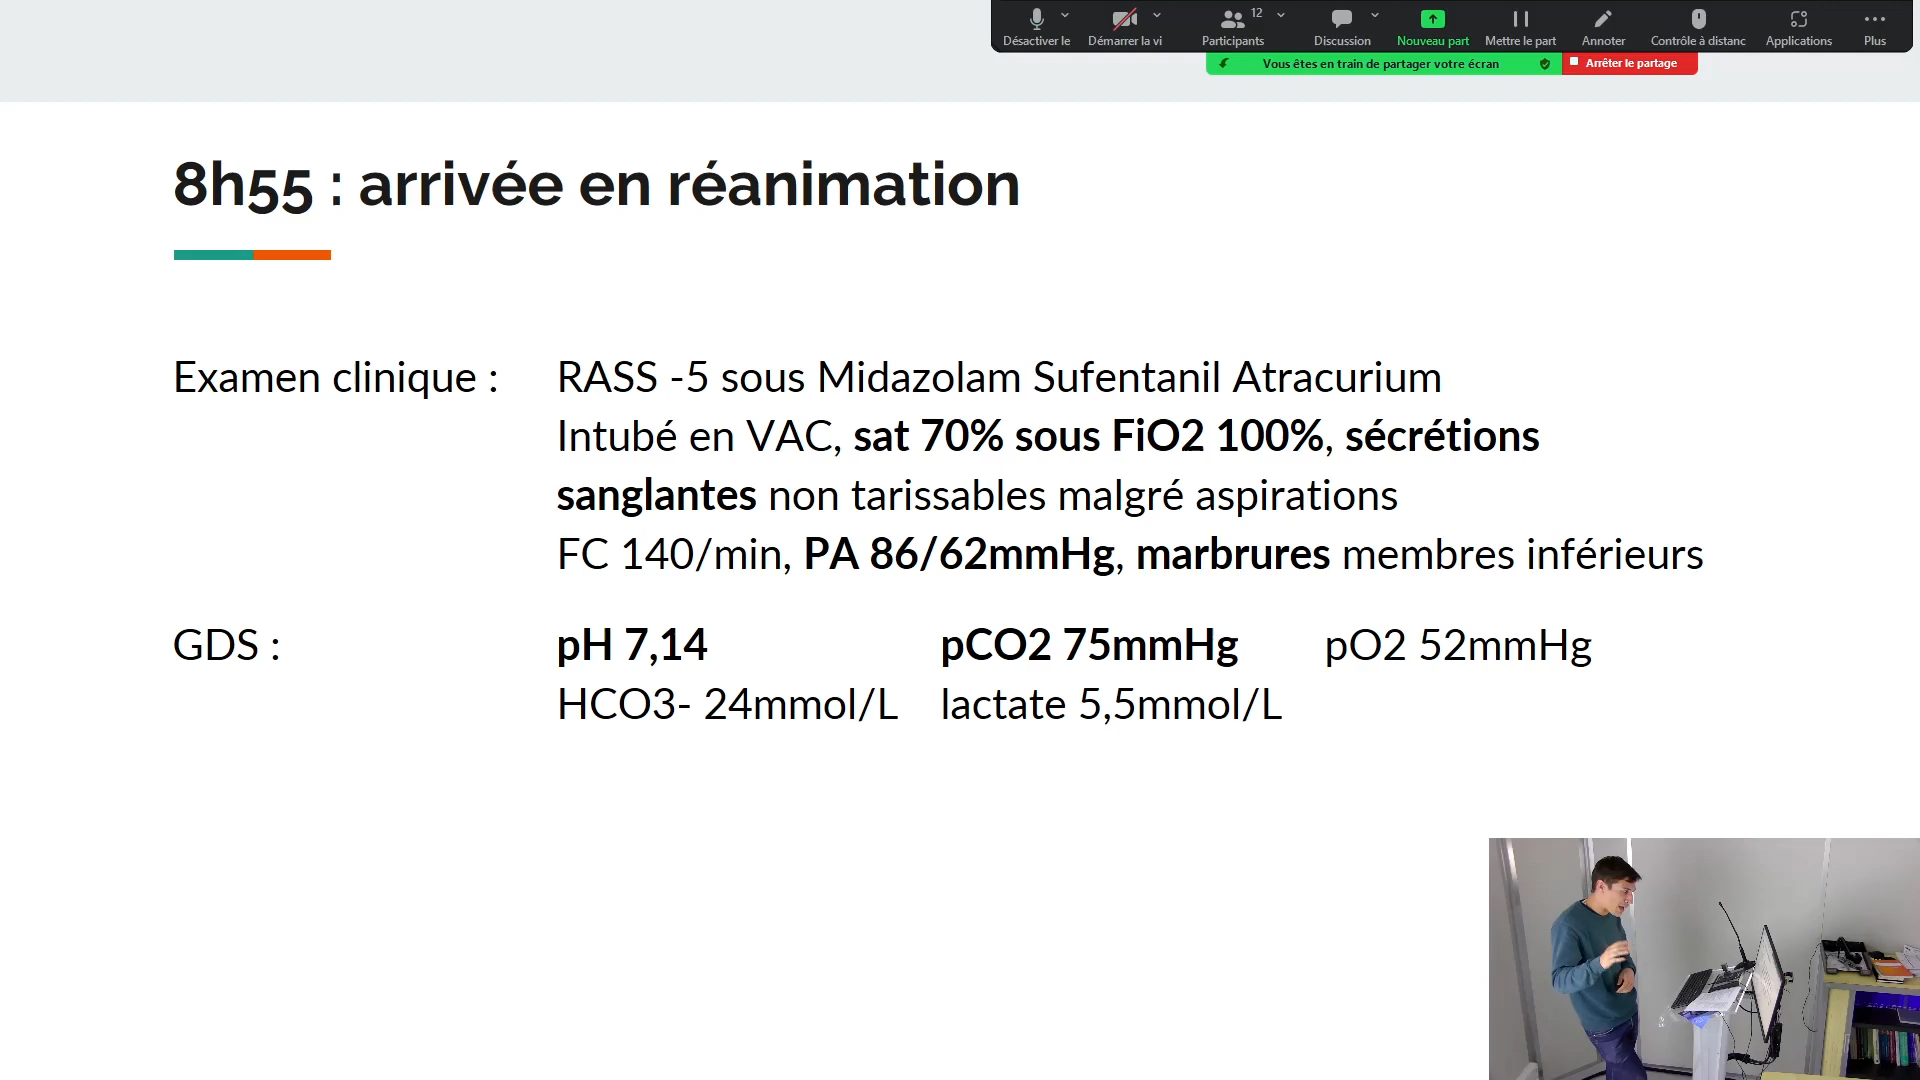 Désactiver le
Démarrer la vi
12
Participants
Discussion
Nouveau part
Mettre le part
Annoter
Contrôle à distanc
Applications
Plus
Vous êtes en train de partager votre écran
Arrêter le partage
8h55 : arrivée en réanimation
Examen clinique : RASS -5 sous Midazolam Sufentanil Atracurium
Intubé en VAC, sat 70% sous FiO2 100%, sécrétions
sanglantes non tarissables malgré aspirations
FC 140/min, PA 86/62mmHg, marbrures membres inférieurs
GDS : pH 7,14 pCO2 75mmHg pO2 52mmHg
HCO3- 24mmol/L lactate 5,5mmol/L